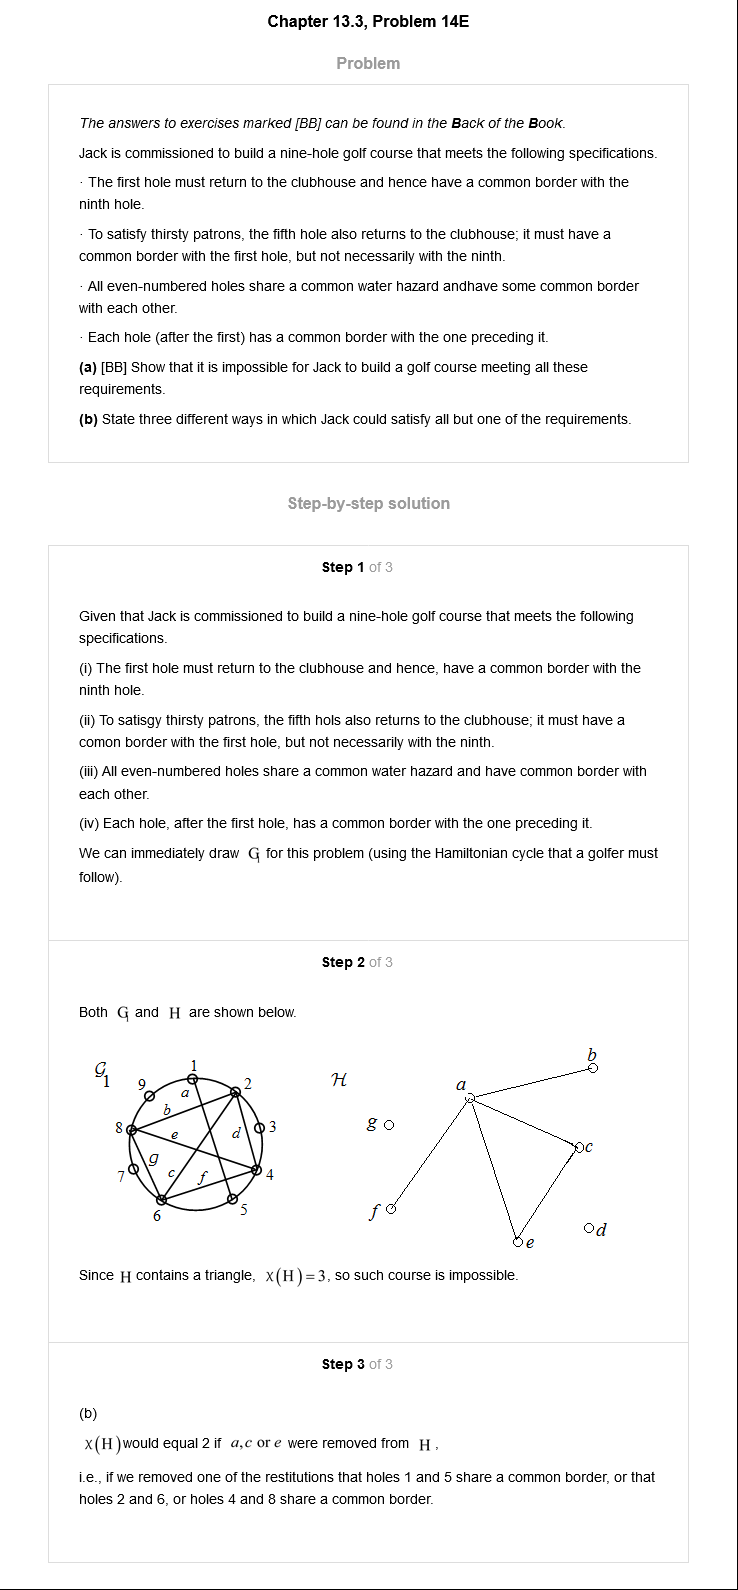 Chapter 13.3, Problem 14E
Problem
The answers to exercises marked [BB] can be found in the Back of the Book.
Jack is commissioned to build a nine-hole golf course that meets the following specifications.
· The first hole must return to the clubhouse and hence have a common border with the
ninth hole.
· To satisfy thirsty patrons, the fifth hole also returns to the clubhouse; it must have a
common border with the first hole, but not necessarily with the ninth.
· All even-numbered holes share a common water hazard andhave some common border
with each other.
· Each hole (after the first) has a common border with the one preceding it.
(a) [BB] Show that it is impossible for Jack to build a golf course meeting all these
requirements.
(b) State three different ways in which Jack could satisfy all but one of the requirements.
Step-by-step solution
Step 1 of 3
Given that Jack is commissioned to build a nine-hole golf course that meets the following
specifications.
(i) The first hole must return to the clubhouse and hence, have a common border with the
ninth hole.
(ii) To satisgy thirsty patrons, the fifth hols also returns to the clubhouse; it must have a
comon border with the first hole, but not necessarily with the ninth.
(iii) All even-numbered holes share a common water hazard and have common border with
each other.
(iv) Each hole, after the first hole, has a common border with the one preceding it.
We can immediately draw G₁ for this problem (using the Hamiltonian cycle that a golfer must
follow).
Step 2 of 3
Both G₁ and H are shown below.
G₁
1
2
3
4
5
6
7
8
9
a
b
c
d
e
f
g
H
a
b
c
d
e
f
g
Since H contains a triangle, χ(H)=3, so such course is impossible.
Step 3 of 3
(b)
χ(H)would equal 2 if a,c or e were removed from H,
i.e., if we removed one of the restitutions that holes 1 and 5 share a common border, or that
holes 2 and 6, or holes 4 and 8 share a common border.